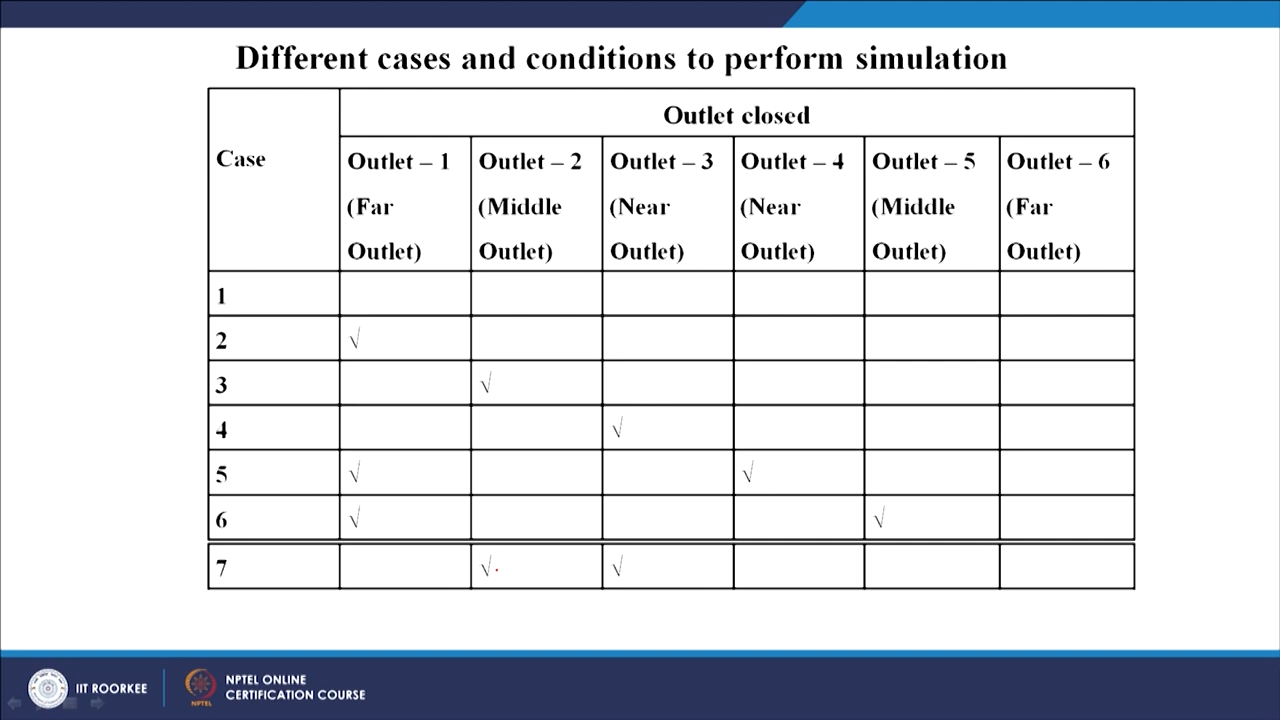 Different cases and conditions to perform simulation
Outlet closed
Case
Outlet – 1 (Far Outlet)
Outlet – 2 (Middle Outlet)
Outlet – 3 (Near Outlet)
Outlet – 4 (Near Outlet)
Outlet – 5 (Middle Outlet)
Outlet – 6 (Far Outlet)
1
2 √
3 √
4 √
5 √ √
6 √ √
7 √ √
IIT ROORKEE
NPTEL
NPTEL ONLINE
CERTIFICATION COURSE